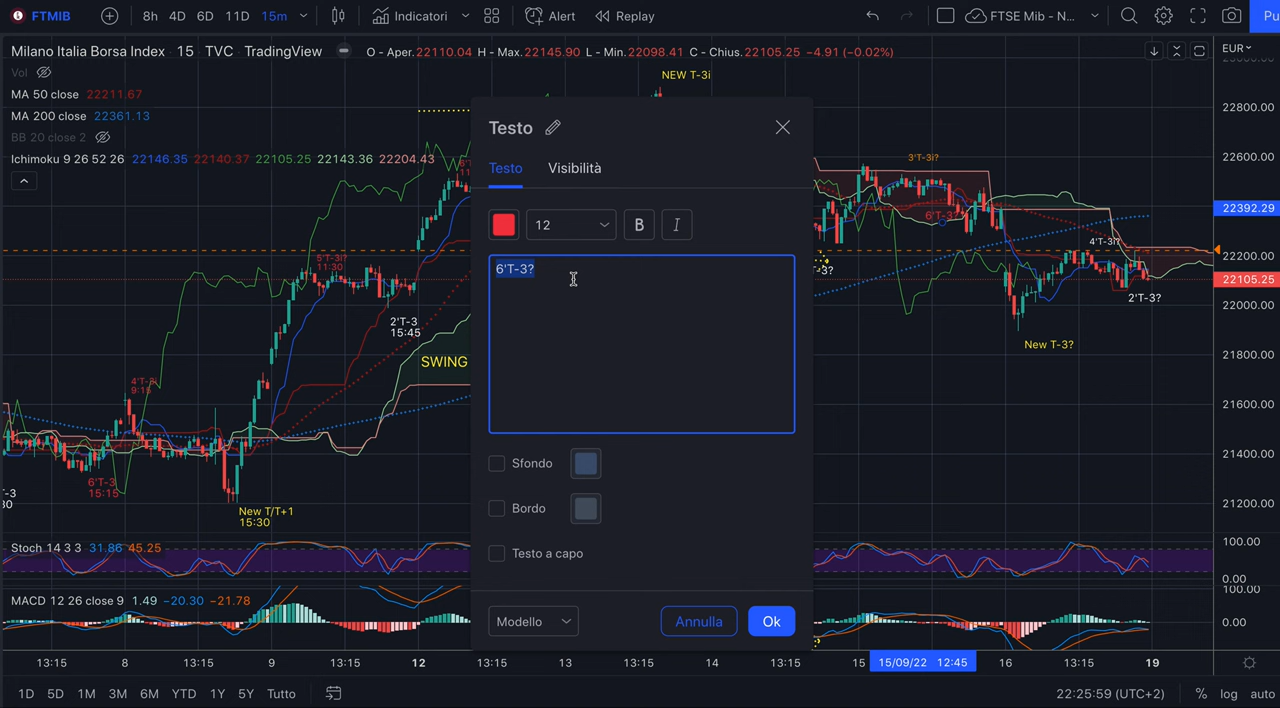 FTMIB 8h 4D 6D 11D 15m Indicatori Alert Replay FTSE Mib - N... Pu
Milano Italia Borsa Index · 15 · TVC · TradingView O - Aper.22110.04 H - Max.22145.90 L - Min.22098.41 C - Chius.22105.25 -4.91 (-0.02%) EUR
Vol
MA 50 close 22211.67
MA 200 close 22361.13
BB 20 close 2
Ichimoku 9 26 52 26 22146.35 22140.37 22105.25 22143.36 22204.43
NEW T-3i
Testo
Testo Visibilità
12 B I
6'T-3?
Sfondo
Bordo
Testo a capo
Modello Annulla Ok
5'T-3i?
11:30
2'T-3
15:45
SWING
4'T-3i
9:15
6'T-3
15:15
New T/T+1
15:30
3'T-3i?
6'T-3?
-3?
4'T-3i?
2'T-3?
New T-3?
22800.00
22600.00
22392.29
22200.00
22105.25
22000.00
21800.00
21600.00
21400.00
21200.00
Stoch 14 3 3 31.86 45.25
100.00
0.00
MACD 12 26 close 9 1.49 −20.30 −21.78
100.00
0.00
13:15 8 13:15 9 13:15 12 13:15 13 13:15 14 13:15 15 15/09/22 12:45 16 13:15 19
1D 5D 1M 3M 6M YTD 1Y 5Y Tutto 22:25:59 (UTC+2) % log auto